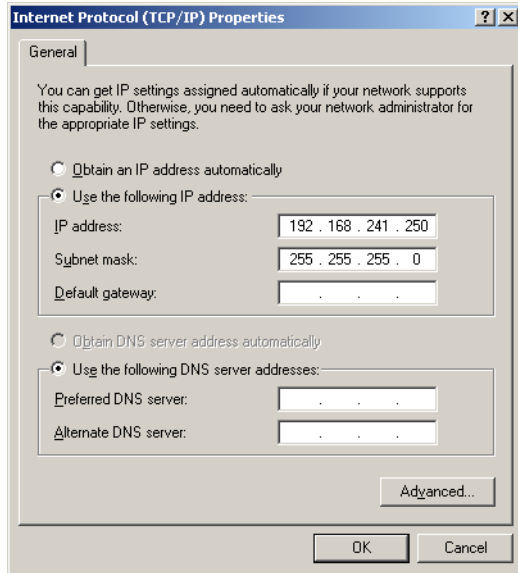 Internet Protocol (TCP/IP) Properties
General
You can get IP settings assigned automatically if your network supports
this capability. Otherwise, you need to ask your network administrator for
the appropriate IP settings.
Obtain an IP address automatically
Use the following IP address:
IP address: 192 . 168 . 241 . 250
Subnet mask: 255 . 255 . 255 . 0
Default gateway: . . .
Obtain DNS server address automatically
Use the following DNS server addresses:
Preferred DNS server: . . .
Alternate DNS server: . . .
Advanced...
OK Cancel